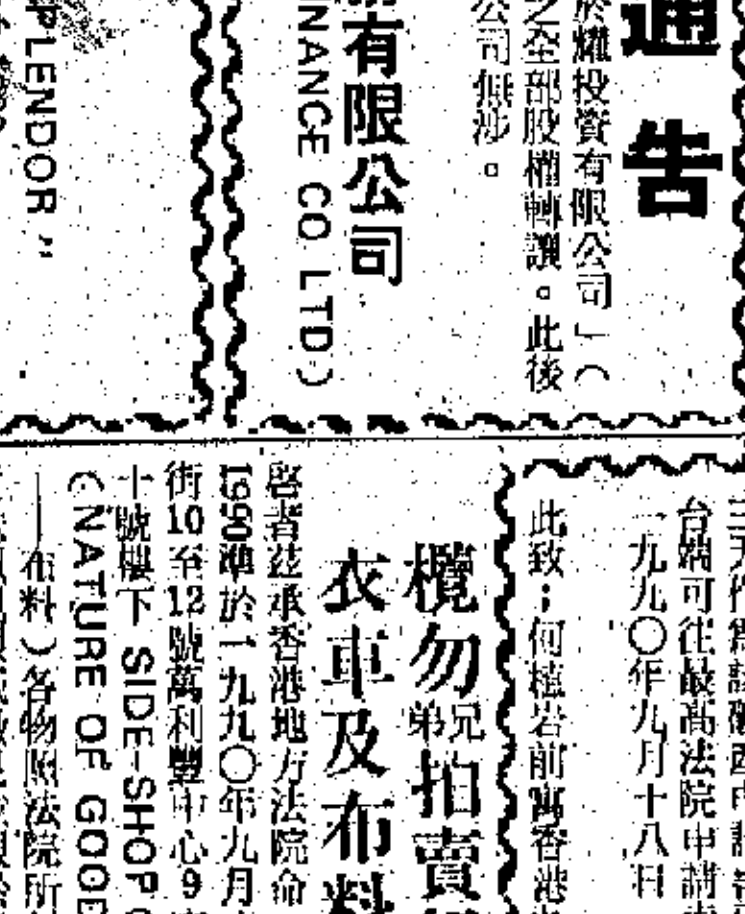 通告
於耀投資有限公司」(
之全部股權轉讓。此後
公司無涉。
有限公司
NANCE CO LTD)
PLENDOR"
台端可往最高法院申請
一九九〇年九月十八日
此致:何植岩前寓香港
欖勿兄弟拍賣
衣車及布料
啓者茲承香港地方法院命
1990準於一九九〇年九月
街10至12號萬利豐中心9
十號樓下 SIDE-SHOP
(NATURE OF GOOD
——布料)各物照法院所